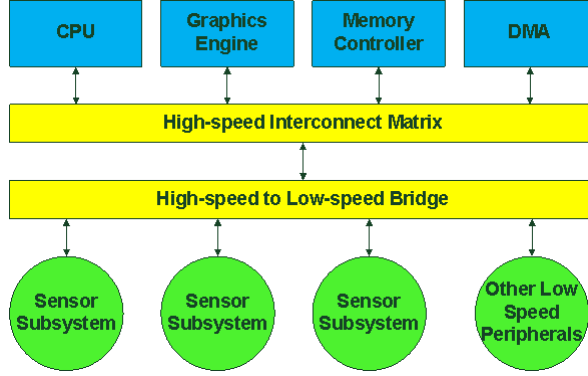 CPU
Graphics
Engine
Memory
Controller
DMA
High-speed Interconnect Matrix
High-speed to Low-speed Bridge
Sensor
Subsystem
Sensor
Subsystem
Sensor
Subsystem
Other Low
Speed
Peripherals